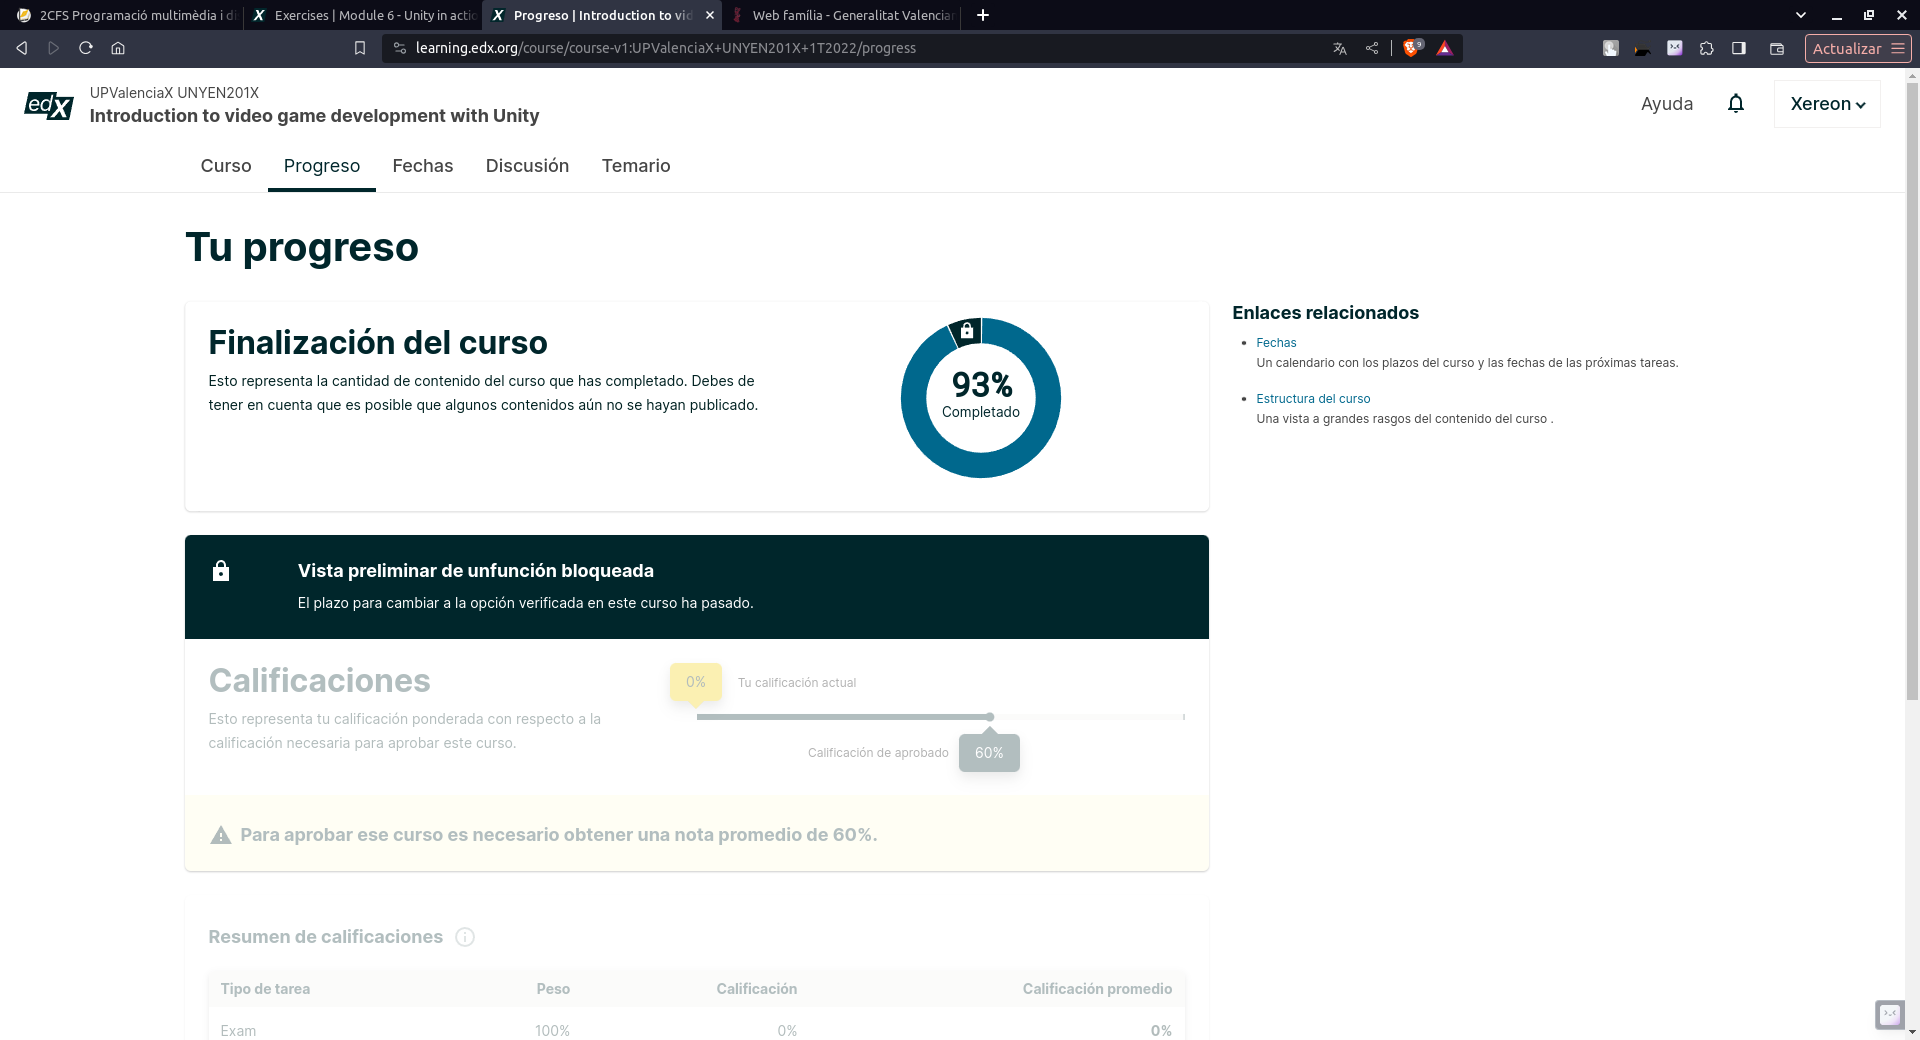 2CFS Programació multimèdia i di
Exercises | Module 6 - Unity in actio
Progreso | Introduction to vid
Web família - Generalitat Valencian
learning.edx.org/course/course-v1:UPValenciaX+UNYEN201X+1T2022/progress
9
Actualizar
edX
UPValenciaX UNYEN201X
Introduction to video game development with Unity
Ayuda
Xereon
Curso
Progreso
Fechas
Discusión
Temario
Tu progreso
Finalización del curso
Esto representa la cantidad de contenido del curso que has completado. Debes de
tener en cuenta que es posible que algunos contenidos aún no se hayan publicado.
93%
Completado
Enlaces relacionados
Fechas
Un calendario con los plazos del curso y las fechas de las próximas tareas.
Estructura del curso
Una vista a grandes rasgos del contenido del curso .
Vista preliminar de unfunción bloqueada
El plazo para cambiar a la opción verificada en este curso ha pasado.
Calificaciones
Esto representa tu calificación ponderada con respecto a la
calificación necesaria para aprobar este curso.
0%
Tu calificación actual
Calificación de aprobado
60%
Para aprobar ese curso es necesario obtener una nota promedio de 60%.
Resumen de calificaciones
Tipo de tarea
Peso
Calificación
Calificación promedio
Exam
100%
0%
0%